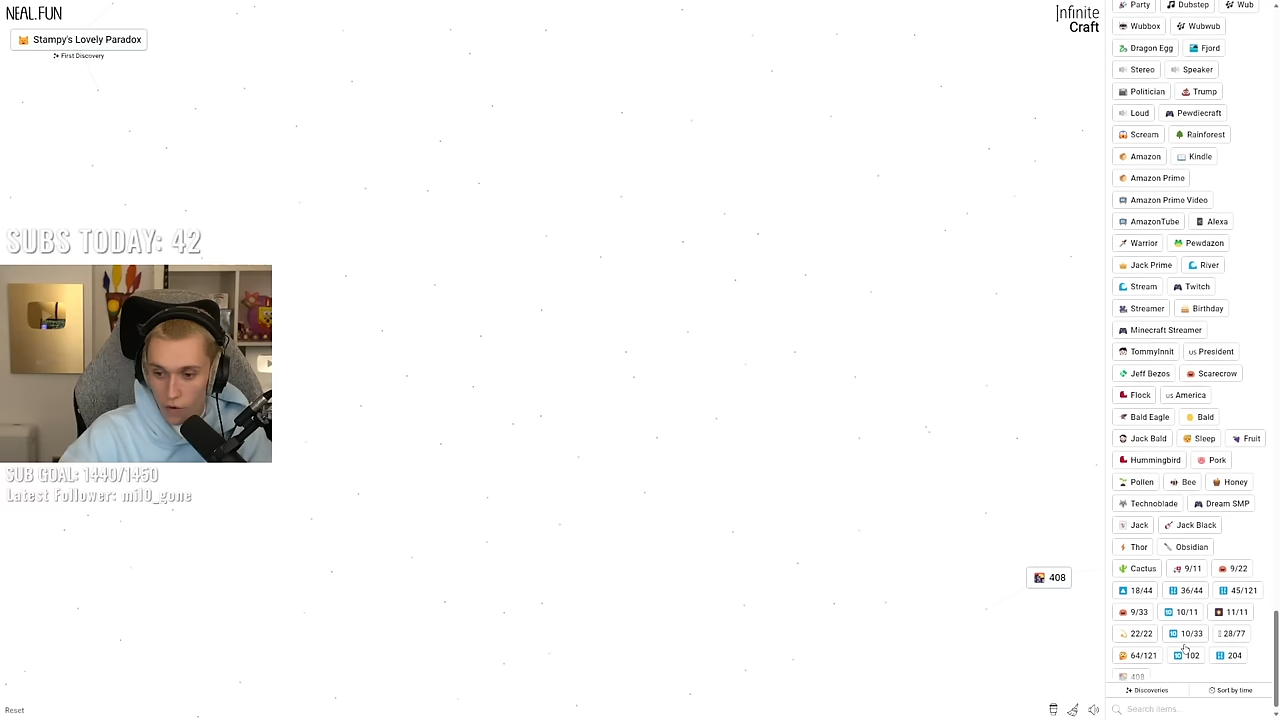 NEAL.FUN
Infinite Craft
Stampy's Lovely Paradox
First Discovery
SUBS TODAY: 42
SUB GOAL: 1440/1450
Latest Follower: mil0_gone
408
Reset
Party Dubstep Wub
Wubbox Wubwub
Dragon Egg Fjord
Stereo Speaker
Politician Trump
Loud Pewdiecraft
Scream Rainforest
Amazon Kindle
Amazon Prime
Amazon Prime Video
AmazonTube Alexa
Warrior Pewdazon
Jack Prime River
Stream Twitch
Streamer Birthday
Minecraft Streamer
TommyInnit US President
Jeff Bezos Scarecrow
Flock US America
Bald Eagle Bald
Jack Bald Sleep Fruit
Hummingbird Pork
Pollen Bee Honey
Technoblade Dream SMP
Jack Jack Black
Thor Obsidian
Cactus 9/11 9/22
18/44 36/44 45/121
9/33 10/11 11/11
22/22 10/33 28/77
64/121 102 204
408
Discoveries Sort by time
Search items...